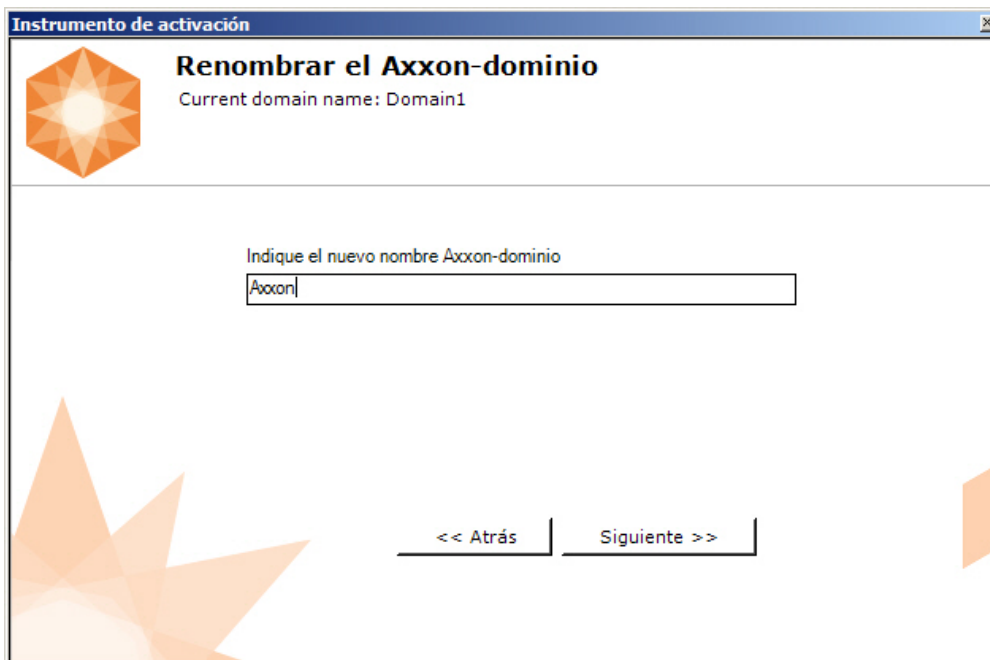 Instrumento de activación
Renombrar el Axxon-dominio
Current domain name: Domain1
Indique el nuevo nombre Axxon-dominio
Axxon
<< Atrás
Siguiente >>